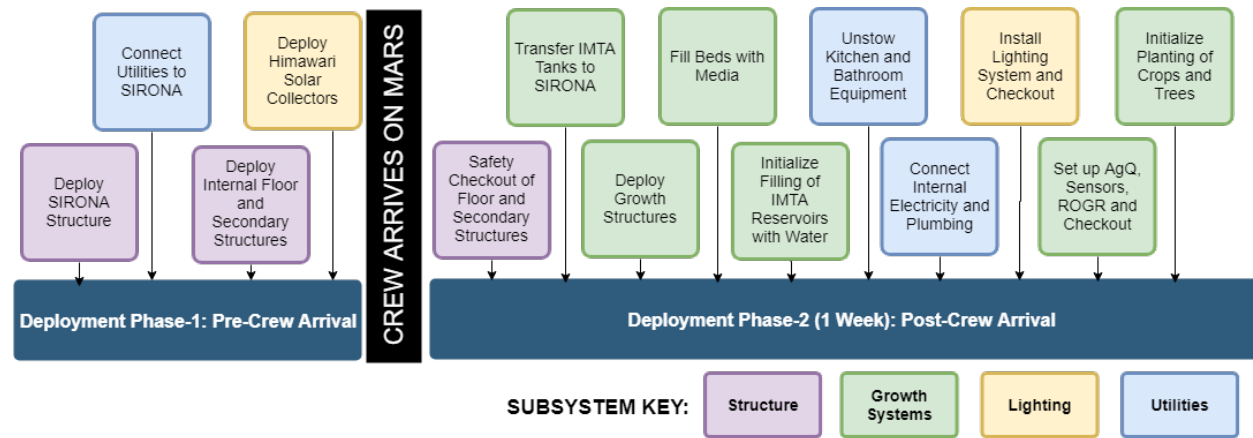 Connect
Utilities to
SIRONA
Deploy
Himawari
Solar
Collectors
Deploy
SIRONA
Structure
Deploy
Internal Floor
and
Secondary
Structures
Deployment Phase-1: Pre-Crew Arrival
CREW ARRIVES ON MARS
Transfer IMTA
Tanks to
SIRONA
Fill Beds with
Media
Unstow
Kitchen and
Bathroom
Equipment
Install
Lighting
System and
Checkout
Initialize
Planting of
Crops and
Trees
Safety
Checkout of
Floor and
Secondary
Structures
Deploy
Growth
Structures
Initialize
Filling of
IMTA
Reservoirs
with Water
Connect
Internal
Electricity and
Plumbing
Set up AgQ,
Sensors,
ROGR and
Checkout
Deployment Phase-2 (1 Week): Post-Crew Arrival
SUBSYSTEM KEY:
Structure
Growth
Systems
Lighting
Utilities